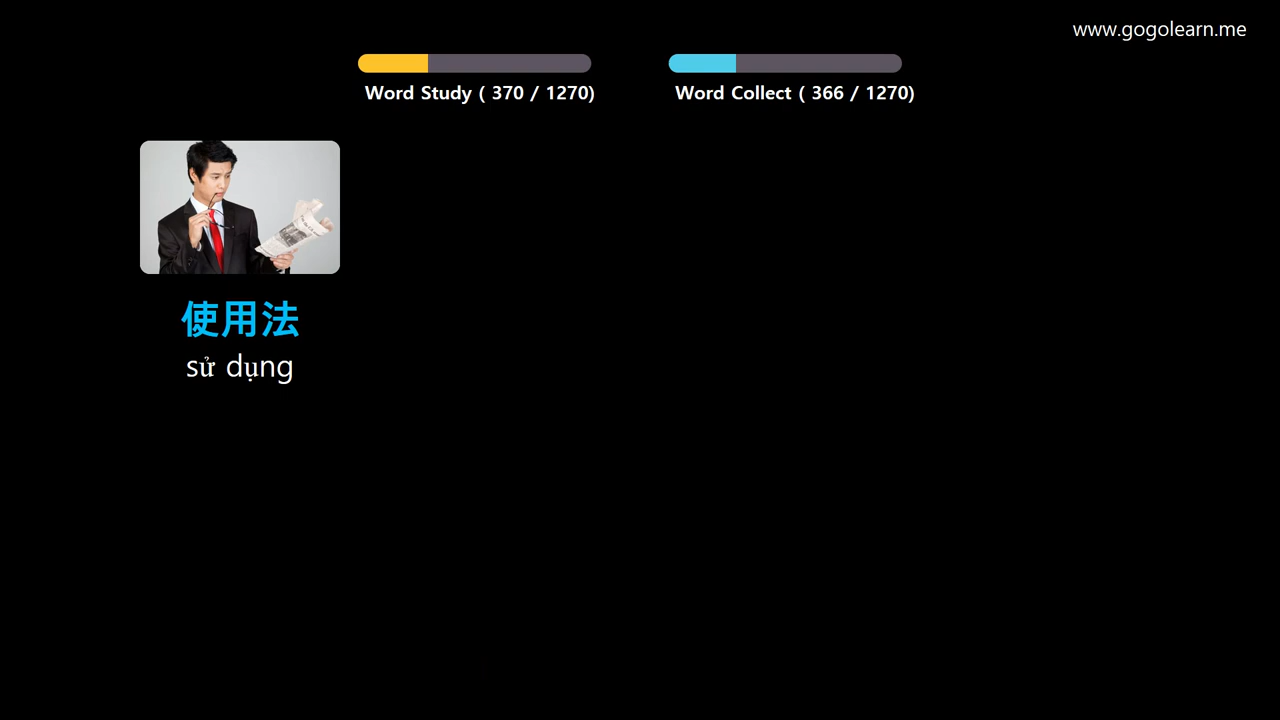 www.gogolearn.me
Word Study ( 370 / 1270)
Word Collect ( 366 / 1270)
使用法
sử dụng